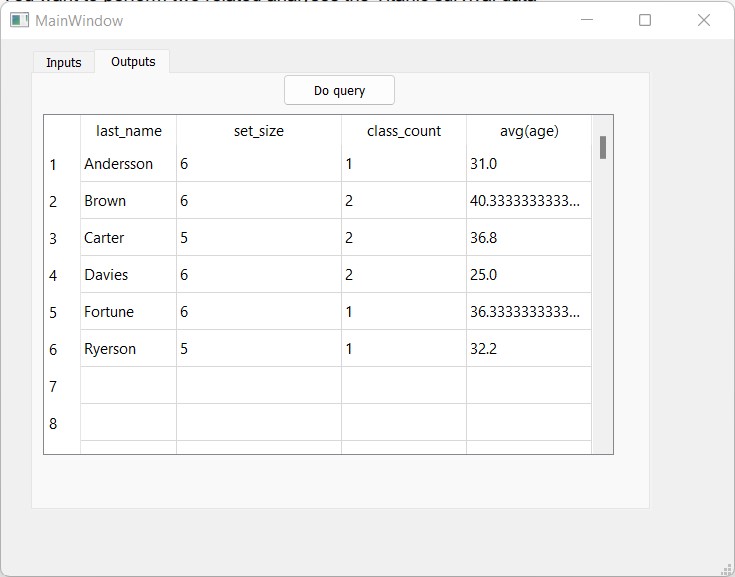 MainWindow
Inputs Outputs
Do query
last_name set_size class_count avg(age)
1 Andersson 6 1 31.0
2 Brown 6 2 40.3333333333...
3 Carter 5 2 36.8
4 Davies 6 2 25.0
5 Fortune 6 1 36.3333333333...
6 Ryerson 5 1 32.2
7
8